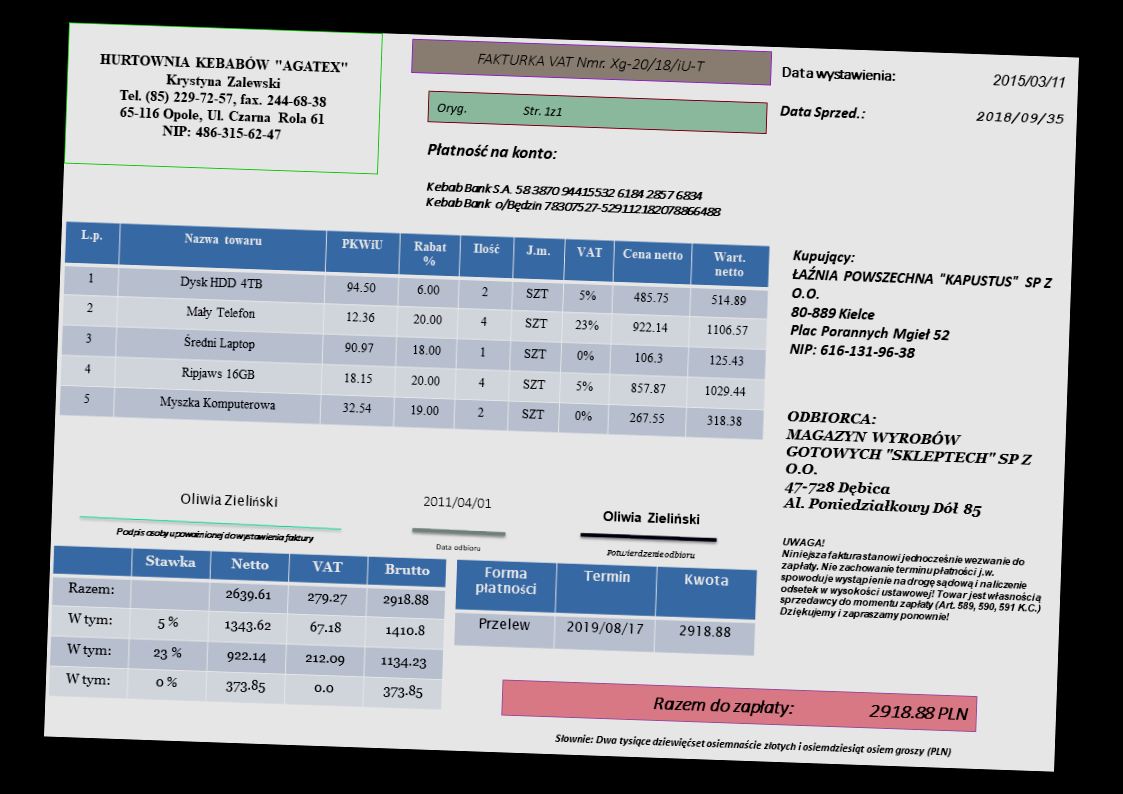 HURTOWNIA KEBABÓW "AGATEX"
Krystyna Zalewski
Tel. (85) 229-72-57, fax. 244-68-38
65-116 Opole, Ul. Czarna Rola 61
NIP: 486-315-62-47
FAKTURKA VAT Nmr. Xg-20/18/iU-T
Oryg. Str. 1z1
Data wystawienia: 2015/03/11
Data Sprzed.: 2018/09/35
Płatność na konto:
Kebab Bank S.A. 58 3870 94415532 6184 2857 6834
Kebab Bank o/Będzin 78307527-529112182078866488
L.p. Nazwa towaru PKWiU Rabat % Ilość J.m. VAT Cena netto Wart. netto
1 Dysk HDD 4TB 94.50 6.00 2 SZT 5% 485.75 514.89
2 Mały Telefon 12.36 20.00 4 SZT 23% 922.14 1106.57
3 Średni Laptop 90.97 18.00 1 SZT 0% 106.3 125.43
4 Ripjaws 16GB 18.15 20.00 4 SZT 5% 857.87 1029.44
5 Myszka Komputerowa 32.54 19.00 2 SZT 0% 267.55 318.38
Kupujący:
ŁAŹNIA POWSZECHNA "KAPUSTUS" SP Z
O.O.
80-889 Kielce
Plac Porannych Mgieł 52
NIP: 616-131-96-38
ODBIORCA:
MAGAZYN WYROBÓW
GOTOWYCH "SKLEPTECH" SP Z
O.O.
47-728 Dębica
Al. Poniedziałkowy Dół 85
Oliwia Zieliński
Podpis osoby upoważnionej do wystawienia faktury
2011/04/01
Data odbioru
Oliwia Zieliński
Potwierdzenie odbioru
UWAGA!
Niniejsza faktura stanowi jednocześnie wezwanie do
zapłaty. Nie zachowanie terminu płatności j.w.
spowoduje wystąpienie na drogę sądową i naliczenie
odsetek w wysokości ustawowej! Towar jest własnością
sprzedawcy do momentu zapłaty (Art. 589, 590, 591 K.C.)
Dziękujemy i zapraszamy ponownie!
Stawka Netto VAT Brutto
Razem: 2639.61 279.27 2918.88
W tym: 5 % 1343.62 67.18 1410.8
W tym: 23 % 922.14 212.09 1134.23
W tym: 0 % 373.85 0.0 373.85
Forma płatności Termin Kwota
Przelew 2019/08/17 2918.88
Razem do zapłaty: 2918.88 PLN
Słownie: Dwa tysiące dziewięćset osiemnaście złotych i osiemdziesiąt osiem groszy (PLN)